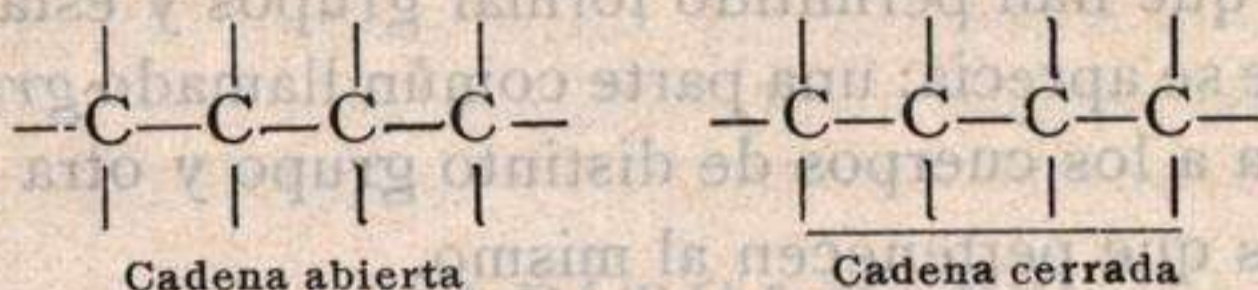 C—C—C—C— —C—C—C—C—
Cadena abierta Cadena cerrada